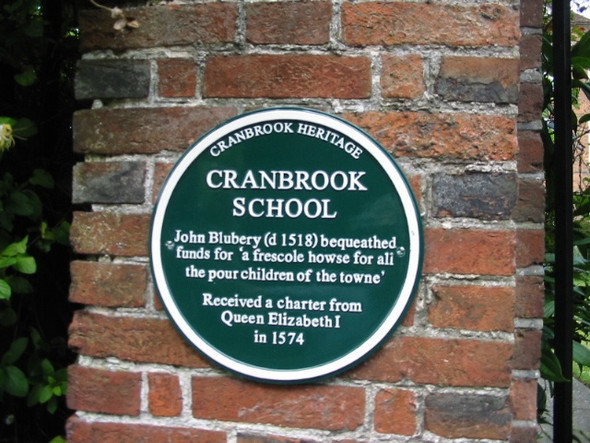 CRANBROOK HERITAGE
CRANBROOK
SCHOOL
John Blubery (d 1518) bequeathed
funds for 'a frescole howse for all
the pour children of the towne'
Received a charter from
Queen Elizabeth I
in 1574